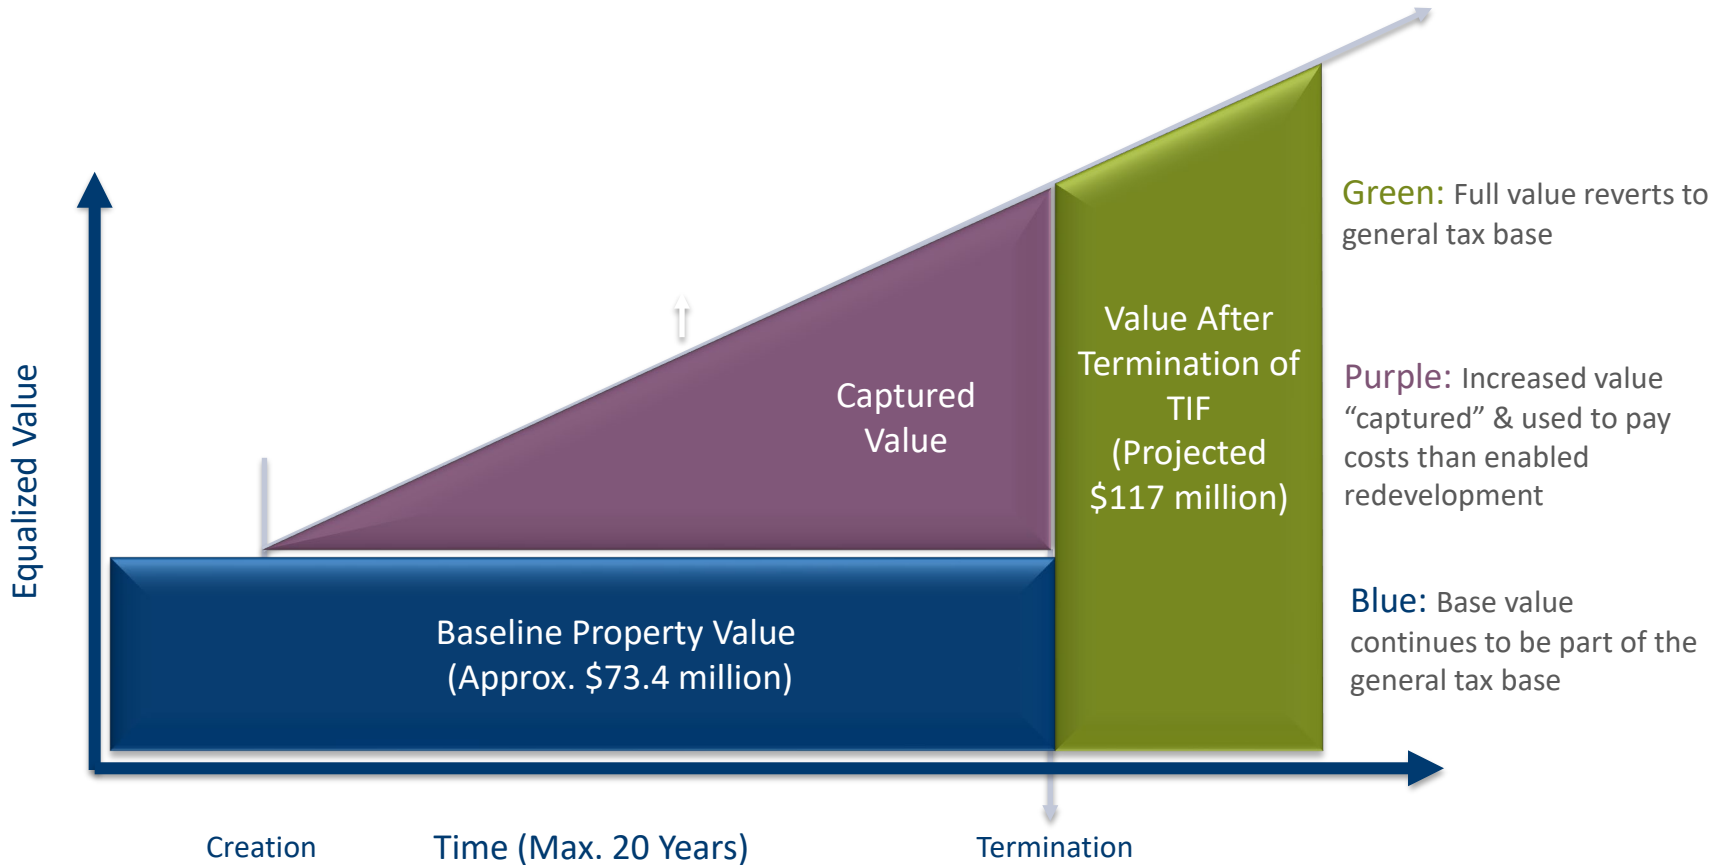 Equalized Value
Green: Full value reverts to
general tax base
Value After
Termination of
TIF
(Projected
$117 million)
Captured
Value
Purple: Increased value
“captured” & used to pay
costs than enabled
redevelopment
Baseline Property Value
(Approx. $73.4 million)
Blue: Base value
continues to be part of the
general tax base
Creation
Time (Max. 20 Years)
Termination